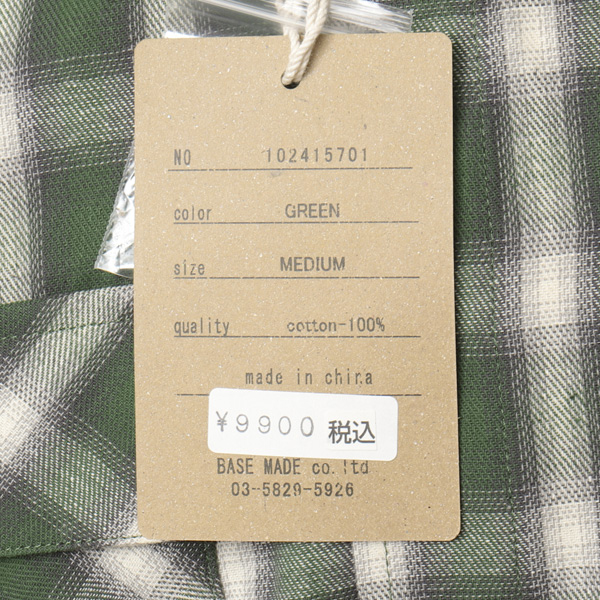 NO 102415701
color GREEN
size MEDIUM
quality cotton-100%
made in china
¥9900 税込
BASE MADE co.ltd
03-5829-5926